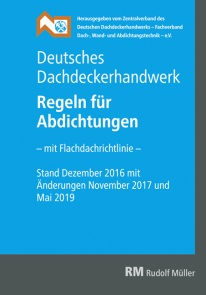 Herausgegeben vom Zentralverband des
Deutschen Dachdeckerhandwerks – Fachverband
Dach-, Wand- und Abdichtungstechnik – e.V.
Deutsches
Dachdeckerhandwerk
Regeln für
Abdichtungen
– mit Flachdachrichtlinie –
Stand Dezember 2016 mit
Änderungen November 2017 und
Mai 2019
RM Rudolf Müller